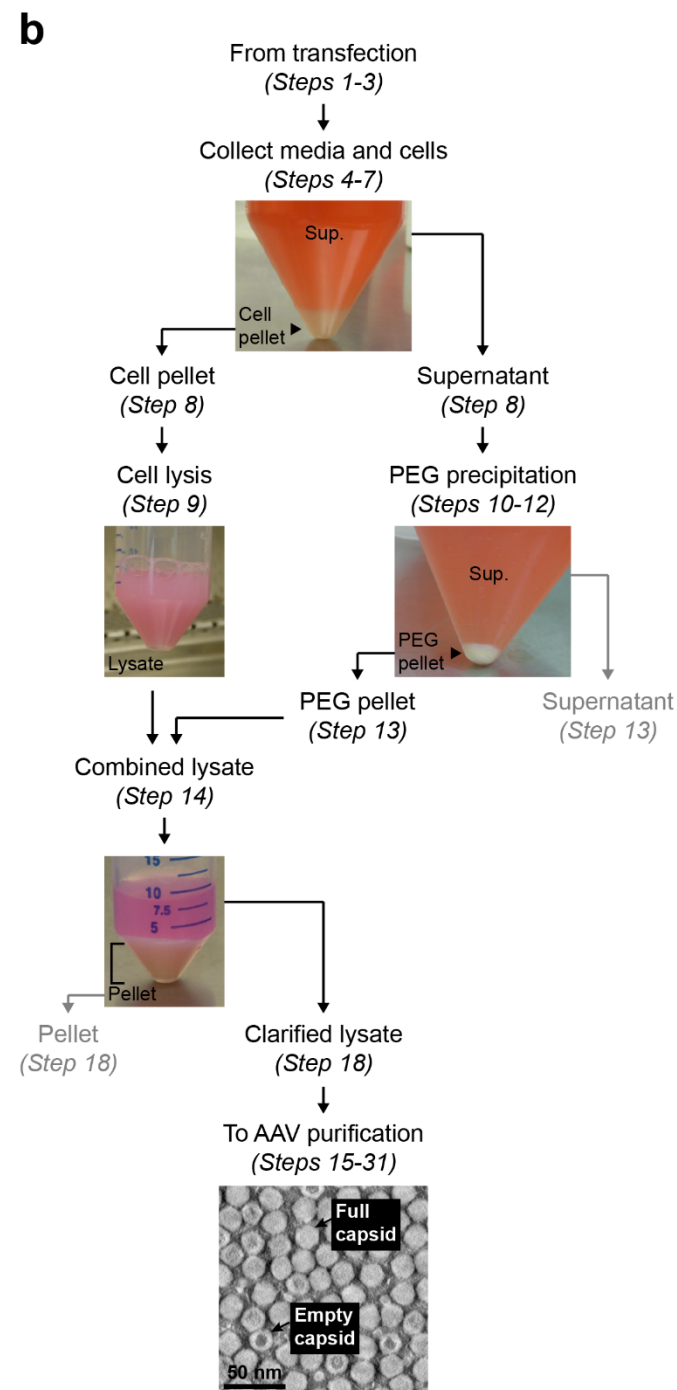 b
From transfection
(Steps 1-3)
Collect media and cells
(Steps 4-7)
Sup.
Cell
pellet
Cell pellet
(Step 8)
Supernatant
(Step 8)
Cell lysis
(Step 9)
PEG precipitation
(Steps 10-12)
Sup.
Lysate
PEG
pellet
PEG pellet
(Step 13)
Supernatant
(Step 13)
Combined lysate
(Step 14)
15
10
7.5
5
Pellet
Pellet
(Step 18)
Clarified lysate
(Step 18)
To AAV purification
(Steps 15-31)
Full
capsid
Empty
capsid
50 nm